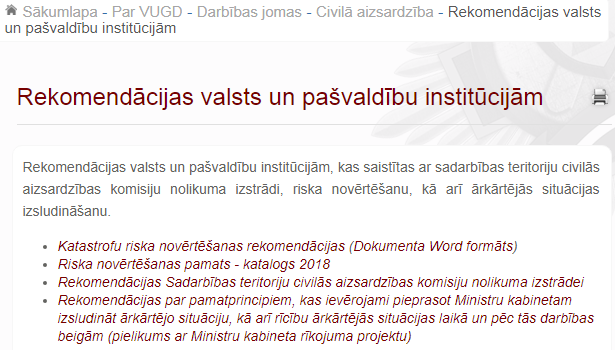 Sākumlapa - Par VUGD - Darbības jomas - Civilā aizsardzība - Rekomendācijas valsts
un pašvaldību institūcijām
Rekomendācijas valsts un pašvaldību institūcijām
Rekomendācijas valsts un pašvaldību institūcijām, kas saistītas ar sadarbības teritoriju civilās
aizsardzības komisiju nolikuma izstrādi, riska novērtēšanu, kā arī ārkārtējās situācijas
izsludināšanu.
• Katastrofu riska novērtēšanas rekomendācijas (Dokumenta Word formāts)
• Riska novērtēšanas pamats - katalogs 2018
• Rekomendācijas Sadarbības teritoriju civilās aizsardzības komisiju nolikuma izstrādei
• Rekomendācijas par pamatprincipiem, kas ievērojami pieprasot Ministru kabinetam
izsludināt ārkārtējo situāciju, kā arī rīcību ārkārtējās situācijas laikā un pēc tās darbības
beigām (pielikums ar Ministru kabineta rīkojuma projektu)